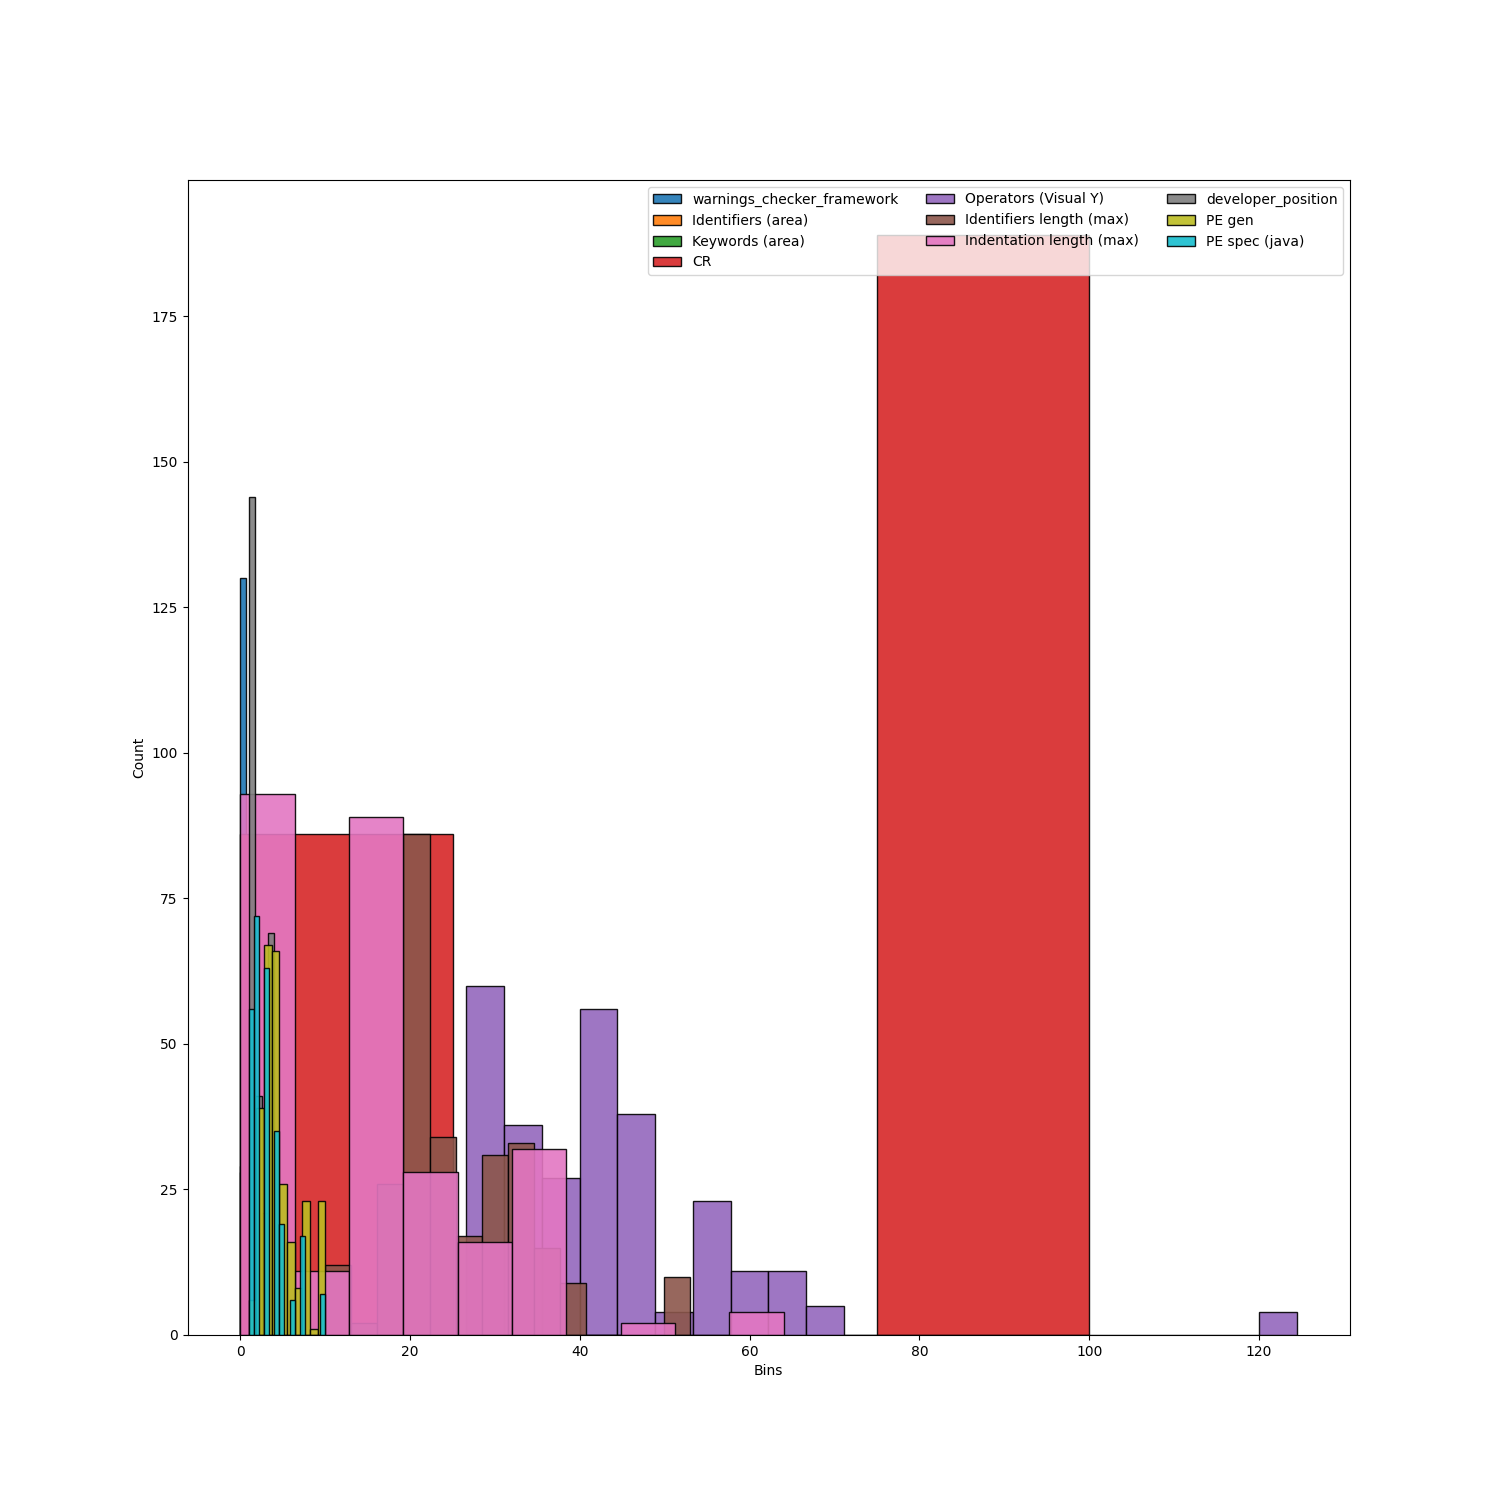 warnings_checker_framework
Identifiers (area)
Keywords (area)
CR
Operators (Visual Y)
Identifiers length (max)
Indentation length (max)
developer_position
PE gen
PE spec (java)
175
150
125
100
75
50
25
0
Count
0 20 40 60 80 100 120
Bins